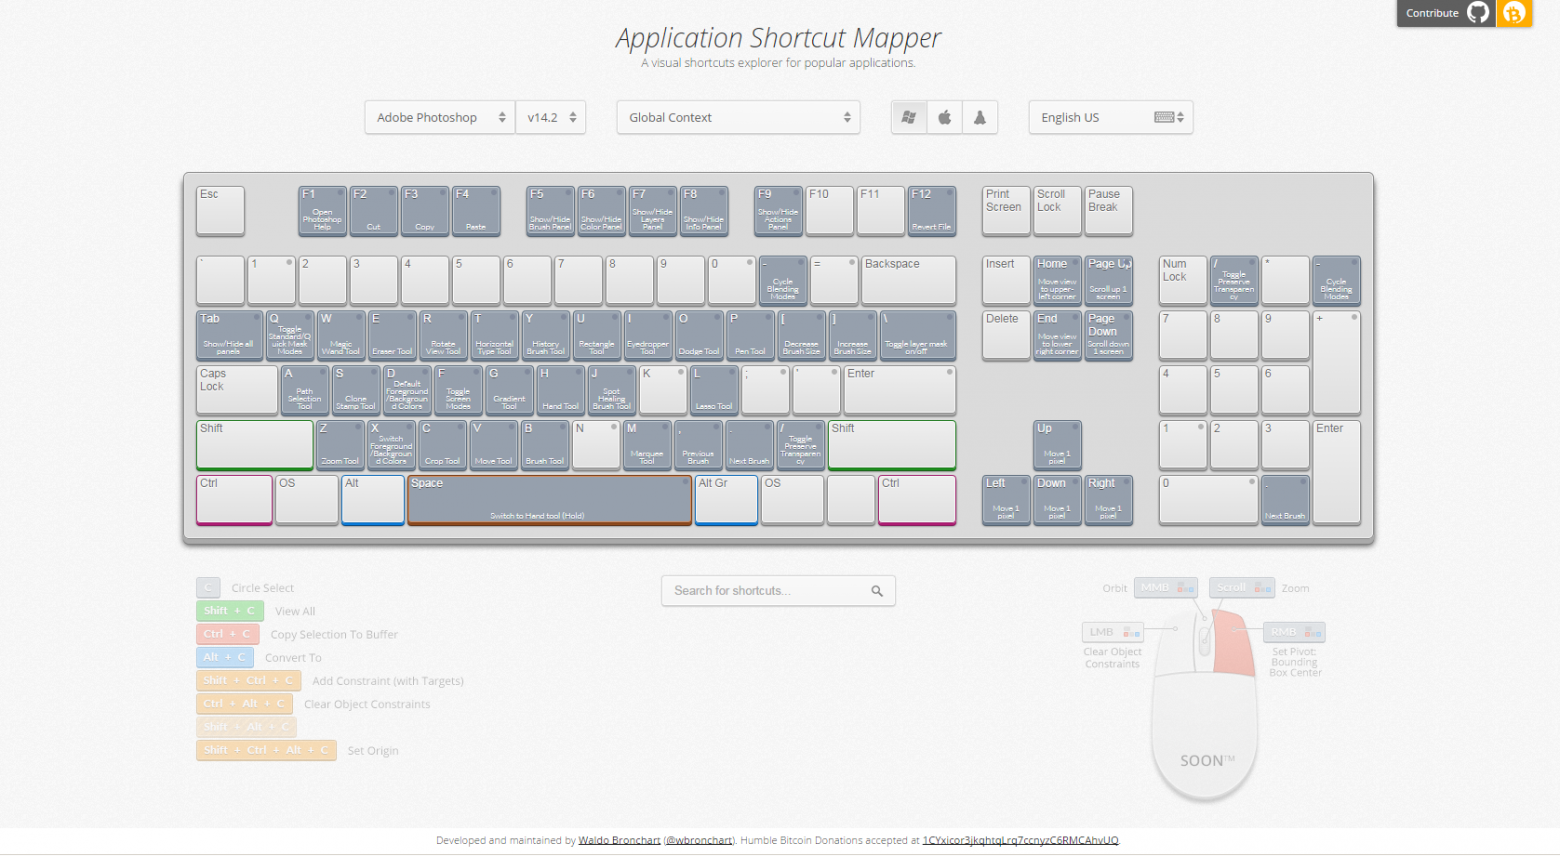 Contribute
Application Shortcut Mapper
A visual shortcuts explorer for popular applications.
Adobe Photoshop v14.2 Global Context English US
Esc F1 F2 F3 F4 F5 F6 F7 F8 F9 F10 F11 F12 Print Screen Scroll Lock Pause Break
Open Photoshop Help Cut Copy Paste Show/Hide Brush Panel Show/Hide Color Panel Show/Hide Layers Panel Show/Hide Info Panel Show/Hide Actions Panel Revert File
` 1 2 3 4 5 6 7 8 9 0 - = Backspace Insert Home Page Up Num Lock / * -
Cycle Blending Modes Move view to upper-left corner Scroll up 1 screen Toggle Preserve Transparency Cycle Blending Modes
Tab Q W E R T Y U I O P [ ] \ Delete End Page Down 7 8 9 +
Show/Hide all panels Toggle Standard/Quick Mask Modes Magic Wand Tool Eraser Tool Rotate View Tool Horizontal Type Tool History Brush Tool Rectangle Tool Eyedropper Tool Dodge Tool Pen Tool Decrease Brush Size Increase Brush Size Toggle layer mask on/off Move view to lower right corner Scroll down 1 screen
Caps Lock A S D F G H J K L ; ' Enter 4 5 6
Path Selection Tool Clone Stamp Tool Default Foreground/Background Colors Toggle Screen Modes Gradient Tool Hand Tool Spot Healing Brush Tool Lasso Tool
Shift Z X C V B N M , . / Shift Up 1 2 3 Enter
Zoom Tool Switch Foreground/Background Colors Crop Tool Move Tool Brush Tool Marquee Tool Previous Brush Next Brush Toggle Preserve Transparency Move 1 pixel
Ctrl OS Alt Space Alt Gr OS Ctrl Left Down Right 0 .
Switch to Hand tool (Hold) Move 1 pixel Move 1 pixel Move 1 pixel Next Brush
C Circle Select
Shift + C View All
Ctrl + C Copy Selection To Buffer
Alt + C Convert To
Shift + Ctrl + C Add Constraint (with Targets)
Ctrl + Alt + C Clear Object Constraints
Shift + Alt + C
Shift + Ctrl + Alt + C Set Origin
Search for shortcuts...
Orbit MMB Scroll Zoom
LMB RMB
Clear Object Constraints
Set Pivot: Bounding Box Center
SOON™
Developed and maintained by Waldo Bronchart (@wbronchart). Humble Bitcoin Donations accepted at 1CYxicor3jkqhtqLrq7ccnyzC6RMCAhvUQ.